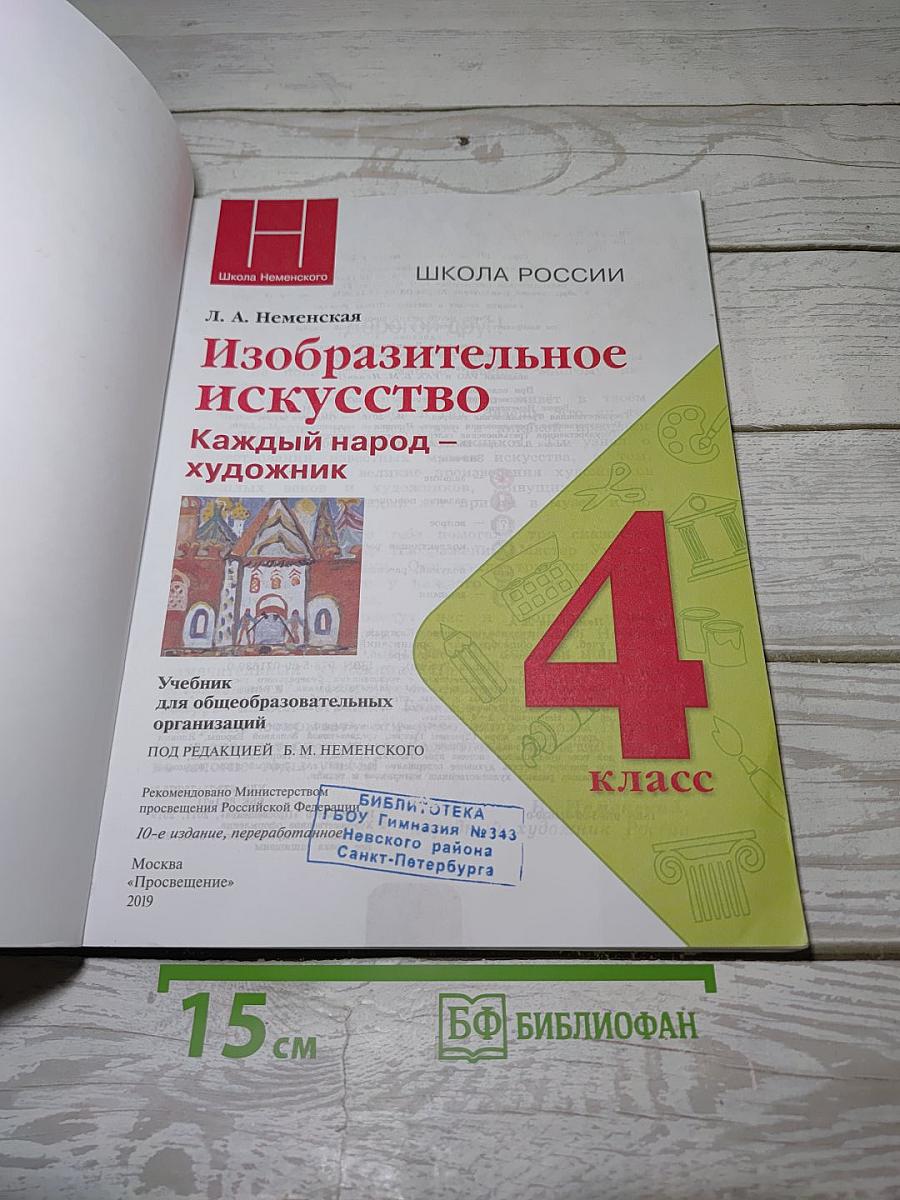 Школа Неменского
ШКОЛА РОССИИ
Л. А. Неменская
Изобразительное
искусство
Каждый народ –
художник
4
класс
Учебник
для общеобразовательных
организаций
ПОД РЕДАКЦИЕЙ Б. М. НЕМЕНСКОГО
Рекомендовано Министерством
просвещения Российской Федерации
10-е издание, переработанное
БИБЛИОТЕКА
ГБОУ Гимназия №343
Невского района
Санкт-Петербурга
Москва
«Просвещение»
2019
15 см
БФ БИБЛИОФАН